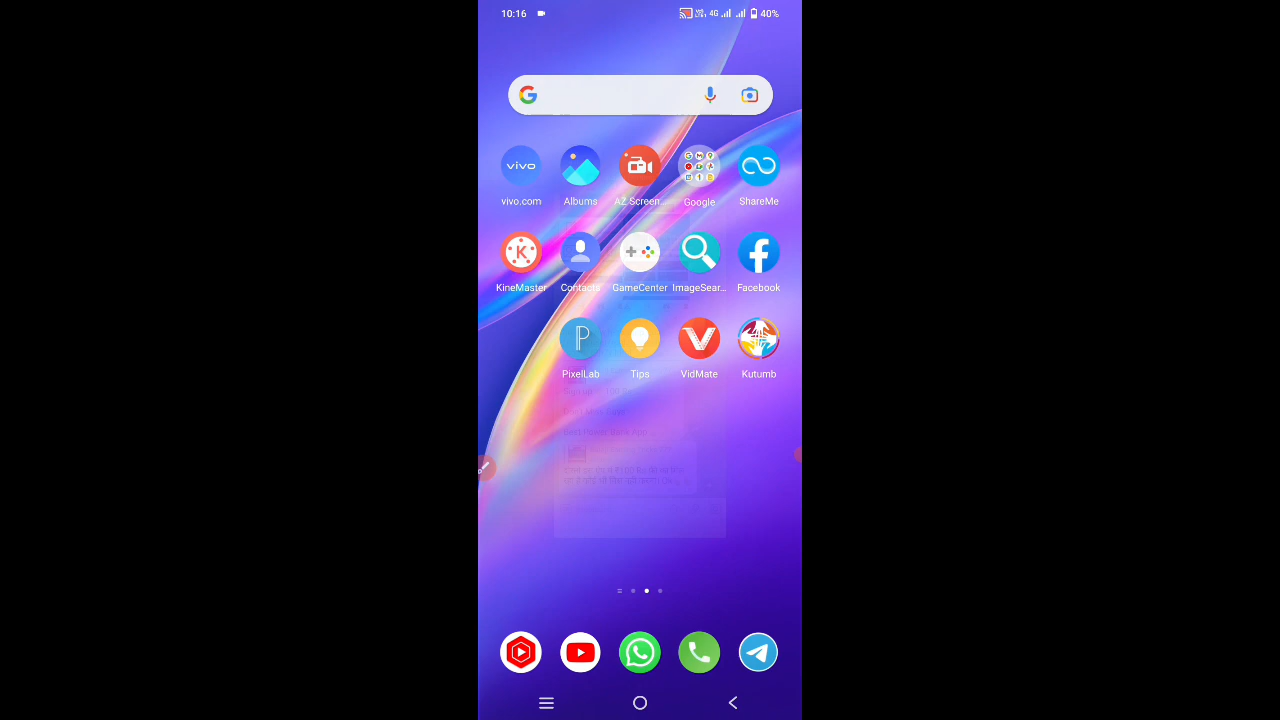 10:16
4G 40%
vivo
vivo.com Albums AZ Screen... Google ShareMe
KineMaster Contacts GameCenter ImageSear... Facebook
PixelLab Tips VidMate Kutumb